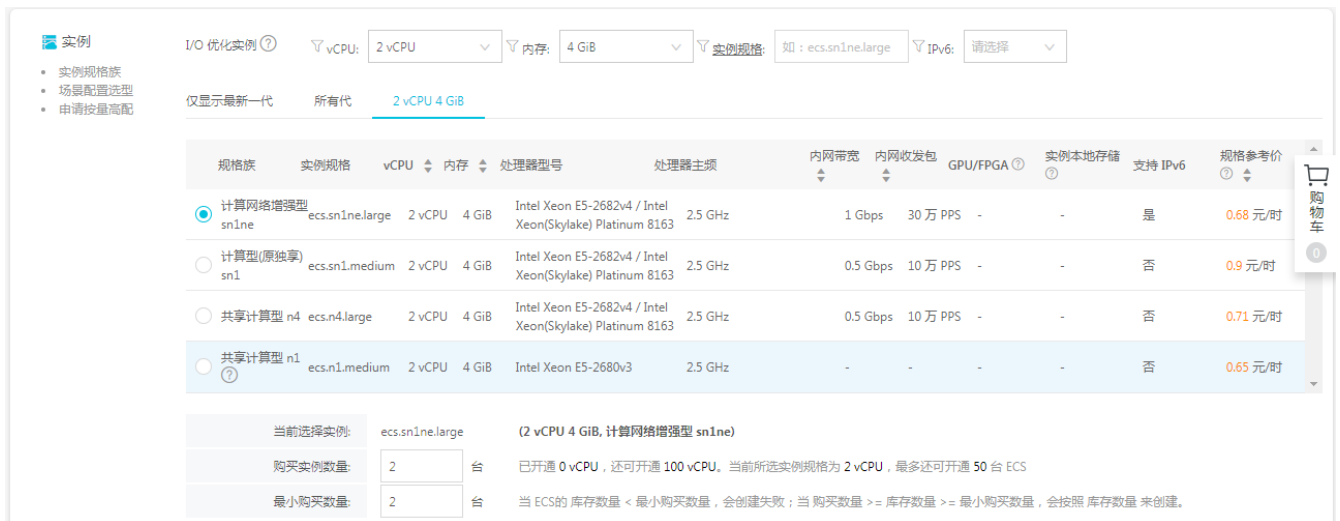 实例
实例规格族
场景配置选型
申请按量高配
I/O 优化实例 ? vCPU: 2 vCPU 内存: 4 GiB 实例规格: 如：ecs.sn1ne.large IPv6: 请选择
仅显示最新一代 所有代 2 vCPU 4 GiB
规格族 实例规格 vCPU 内存 处理器型号 处理器主频 内网带宽 内网收发包 GPU/FPGA ? 实例本地存储 ? 支持 IPv6 规格参考价 ?
计算网络增强型 sn1ne ecs.sn1ne.large 2 vCPU 4 GiB Intel Xeon E5-2682v4 / Intel Xeon(Skylake) Platinum 8163 2.5 GHz 1 Gbps 30 万 PPS - - 是 0.68 元/时
计算型(原独享) sn1 ecs.sn1.medium 2 vCPU 4 GiB Intel Xeon E5-2682v4 / Intel Xeon(Skylake) Platinum 8163 2.5 GHz 0.5 Gbps 10 万 PPS - - 否 0.9 元/时
共享计算型 n4 ecs.n4.large 2 vCPU 4 GiB Intel Xeon E5-2682v4 / Intel Xeon(Skylake) Platinum 8163 2.5 GHz 0.5 Gbps 10 万 PPS - - 否 0.71 元/时
共享计算型 n1 ? ecs.n1.medium 2 vCPU 4 GiB Intel Xeon E5-2680v3 2.5 GHz - - - - 否 0.65 元/时
购物车
0
当前选择实例: ecs.sn1ne.large (2 vCPU 4 GiB, 计算网络增强型 sn1ne)
购买实例数量: 2 台 已开通 0 vCPU，还可开通 100 vCPU。当前所选实例规格为 2 vCPU，最多还可开通 50 台 ECS
最小购买数量: 2 台 当 ECS的 库存数量 < 最小购买数量，会创建失败；当 购买数量 >= 库存数量 >= 最小购买数量，会按照 库存数量 来创建。